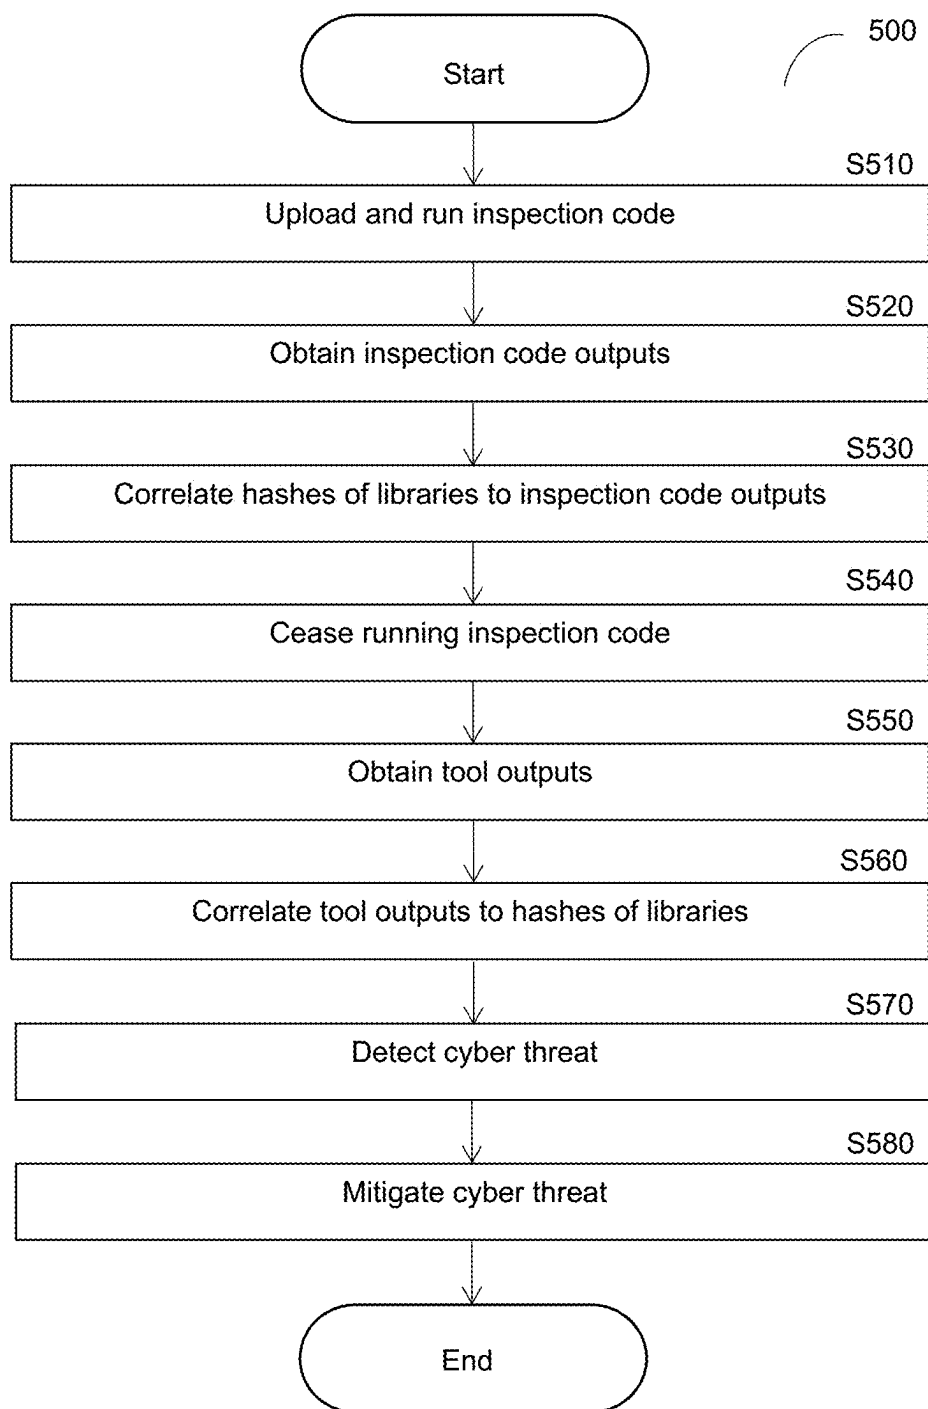 500
Start
S510
Upload and run inspection code
S520
Obtain inspection code outputs
S530
Correlate hashes of libraries to inspection code outputs
S540
Cease running inspection code
S550
Obtain tool outputs
S560
Correlate tool outputs to hashes of libraries
S570
Detect cyber threat
S580
Mitigate cyber threat
End